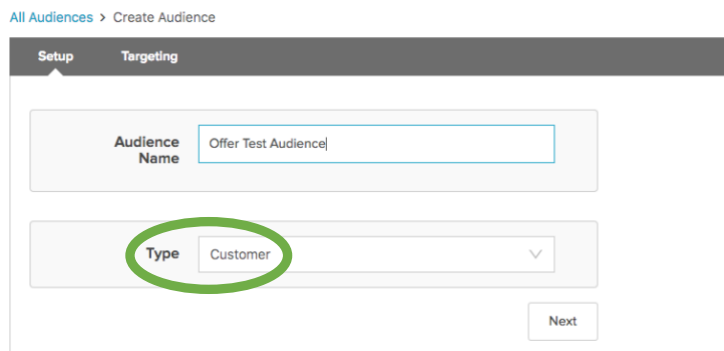 All Audiences > Create Audience
Setup Targeting
Audience Name Offer Test Audience
Type Customer
Next